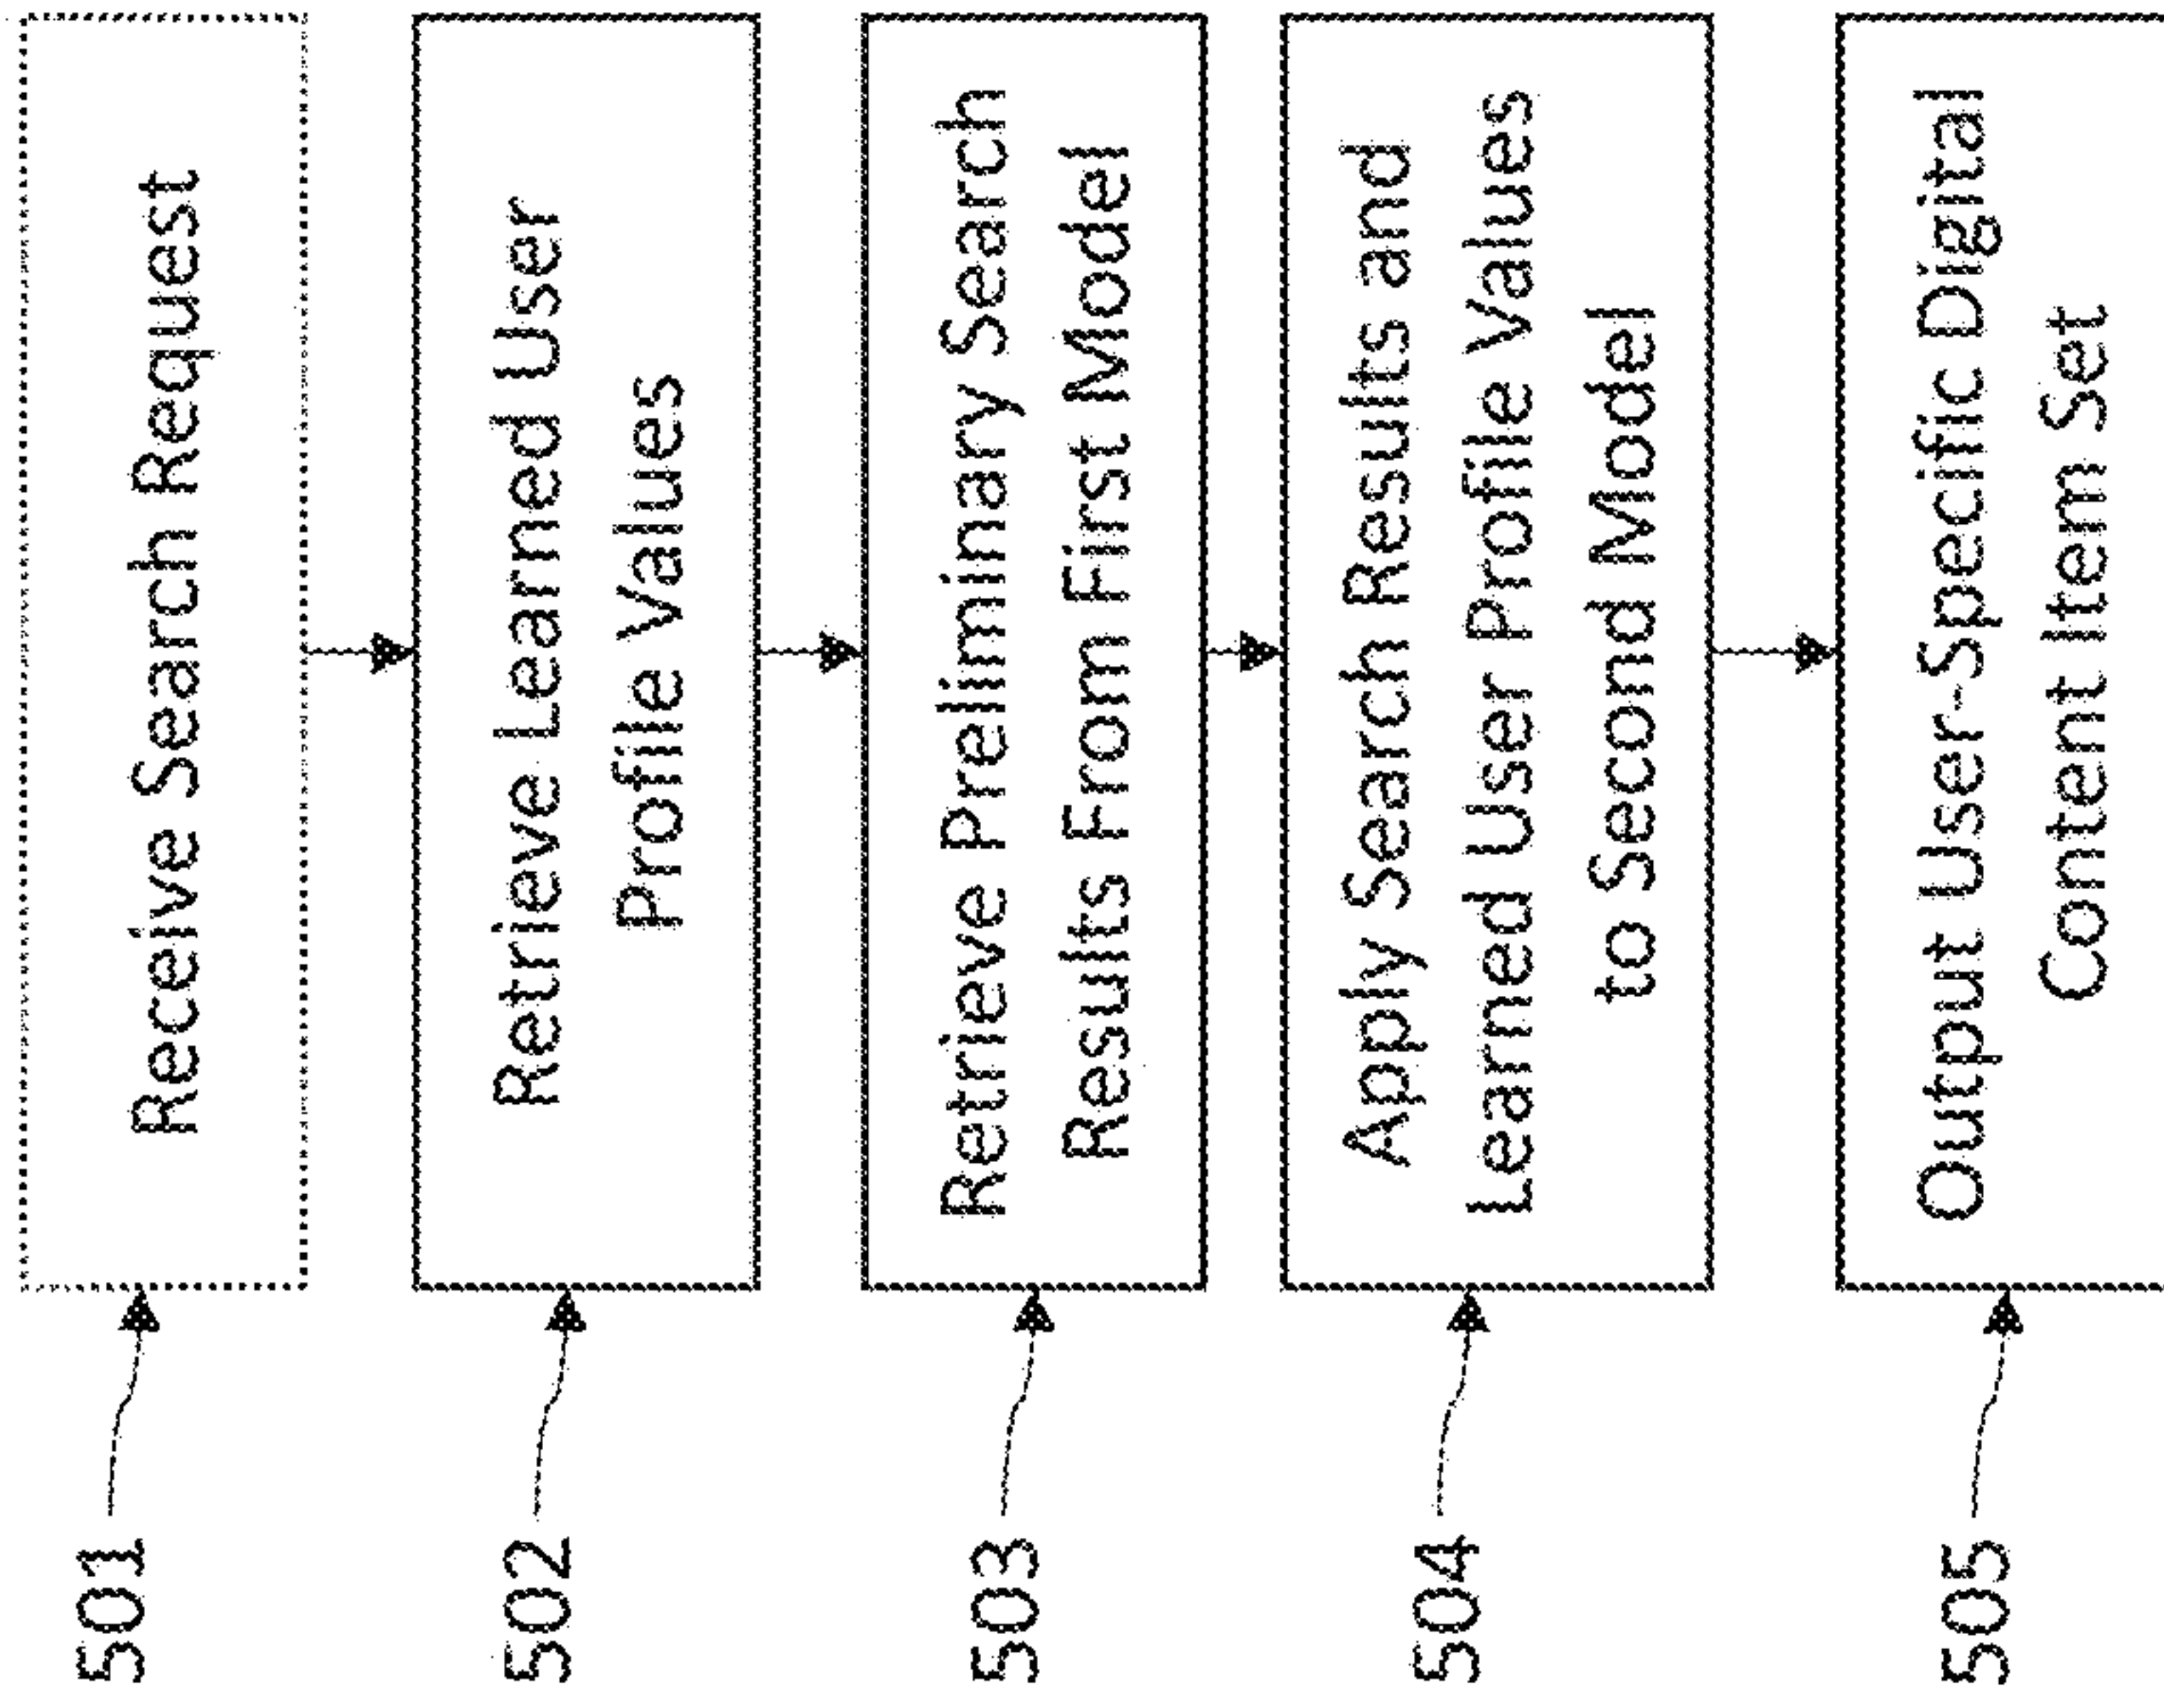 501
Receive Search Request
502
Retrieve Learned User
Profile Values
503
Retrieve Preliminary Search
Results From First Model
504
Apply Search Results and
Learned User Profile Values
to Second Model
505
Output User-Specific Digital
Content Item Set